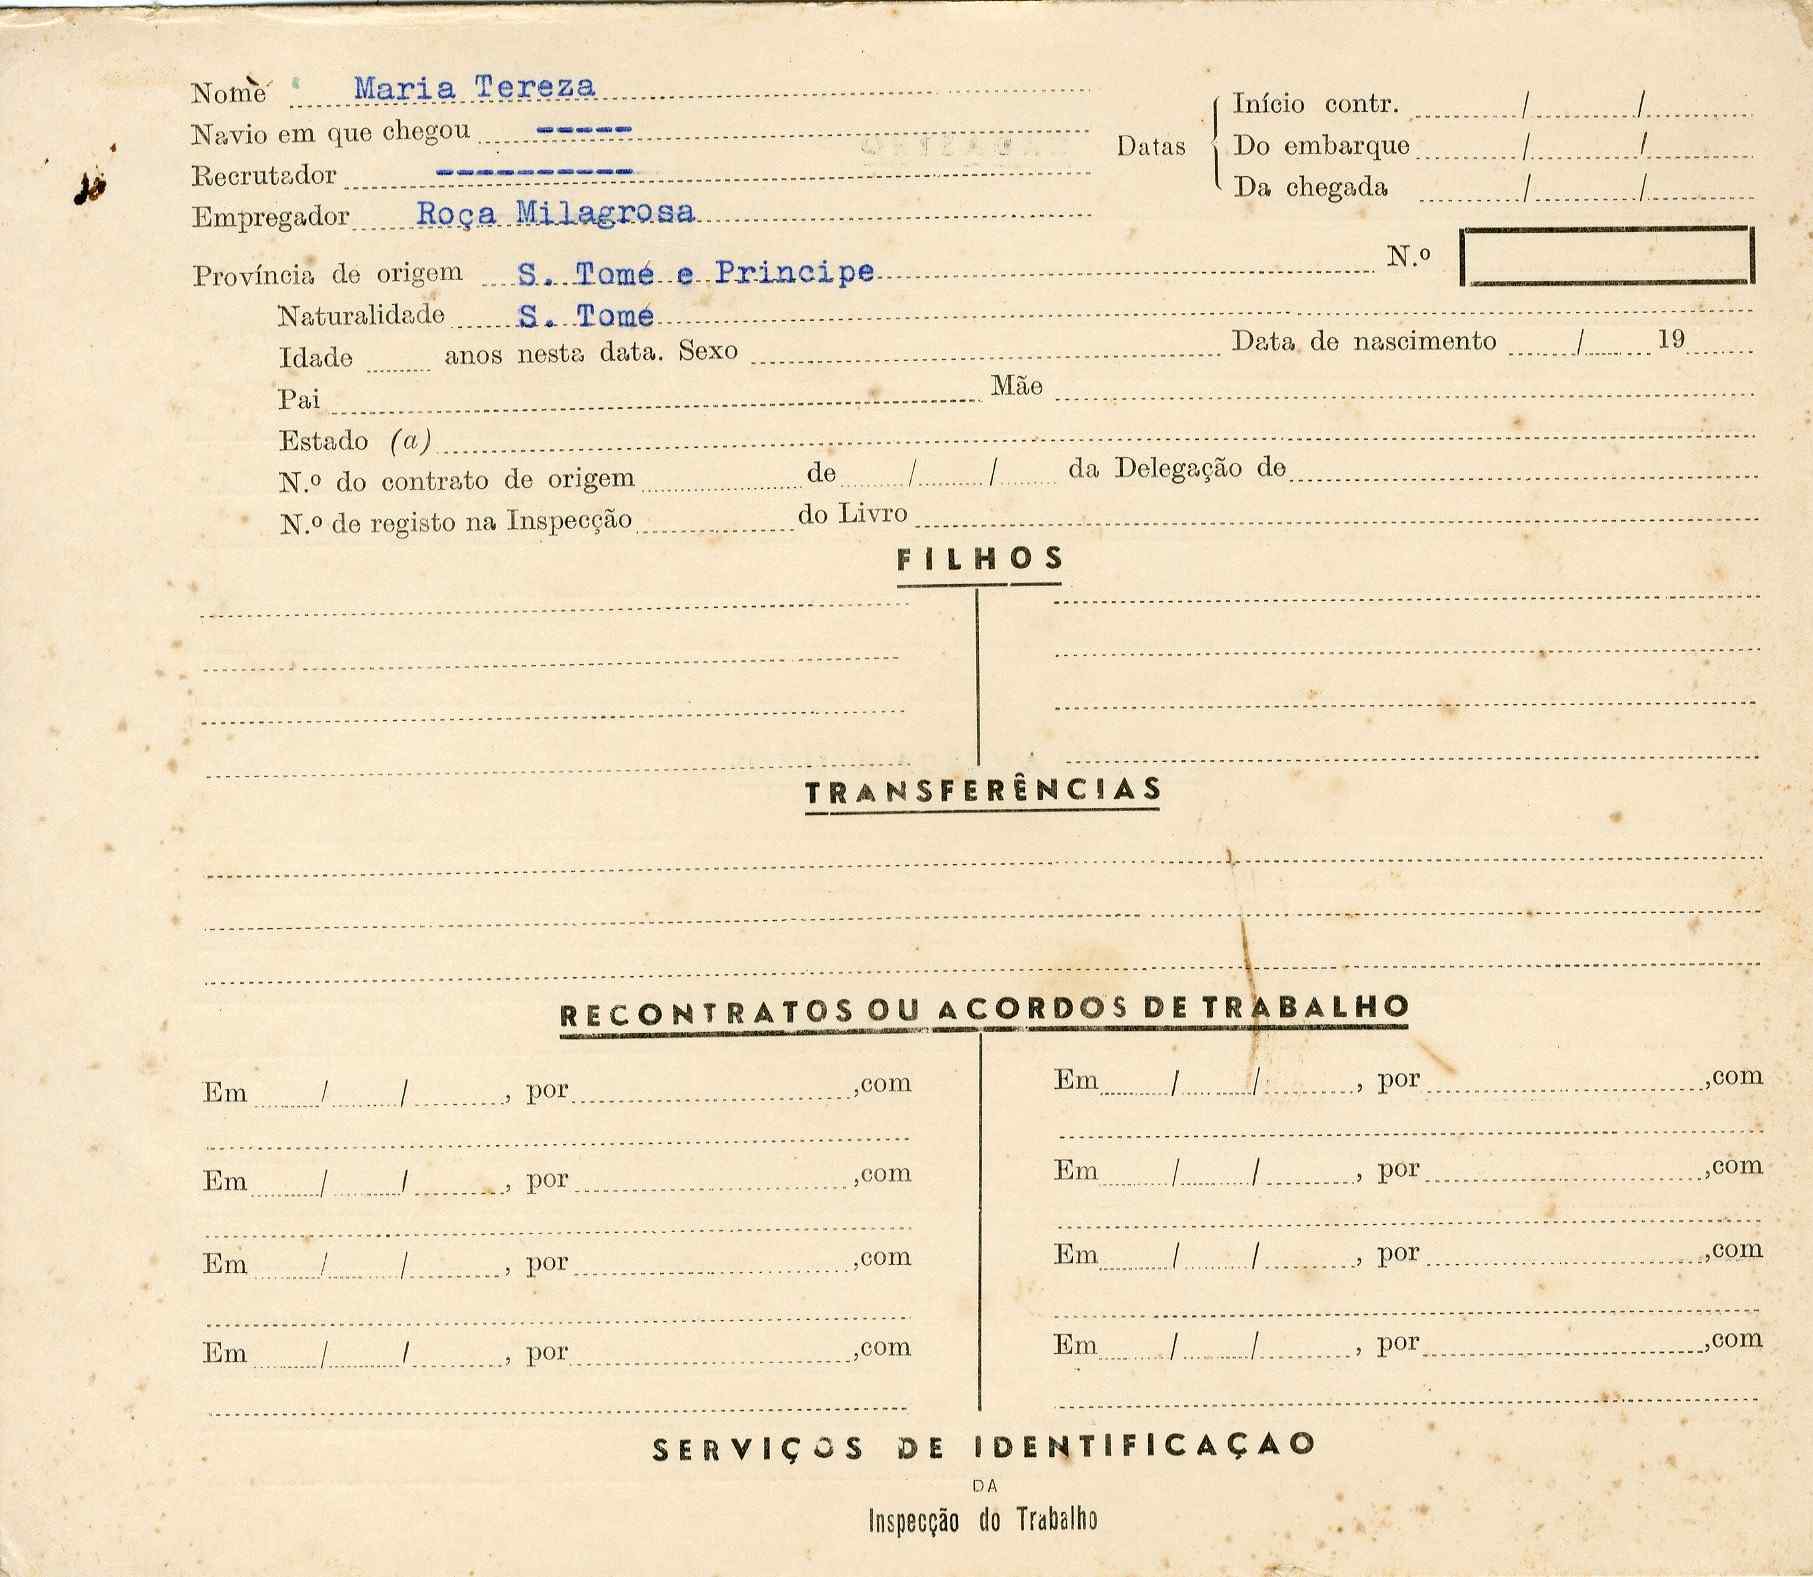 Nome Maria Tereza
Navio em que chegou -----
Recrutador ----------
Empregador Roça Milagrosa
Datas
Início contr. / /
Do embarque / /
Da chegada / /
N.º
Província de origem S. Tomé e Principe
Naturalidade S. Tomé
Idade anos nesta data. Sexo Data de nascimento / 19
Pai Mãe
Estado (a)
N.º do contrato de origem de / / da Delegação de
N.º de registo na Inspecção do Livro
FILHOS
TRANSFERÊNCIAS
RECONTRATOS OU ACORDOS DE TRABALHO
Em / / , por ,com
Em / / , por ,com
Em / / , por ,com
Em / / , por ,com
Em / / , por ,com
Em / / , por ,com
Em / / , por ,com
Em / / , por ,com
SERVIÇOS DE IDENTIFICAÇAO
DA
Inspecção do Trabalho